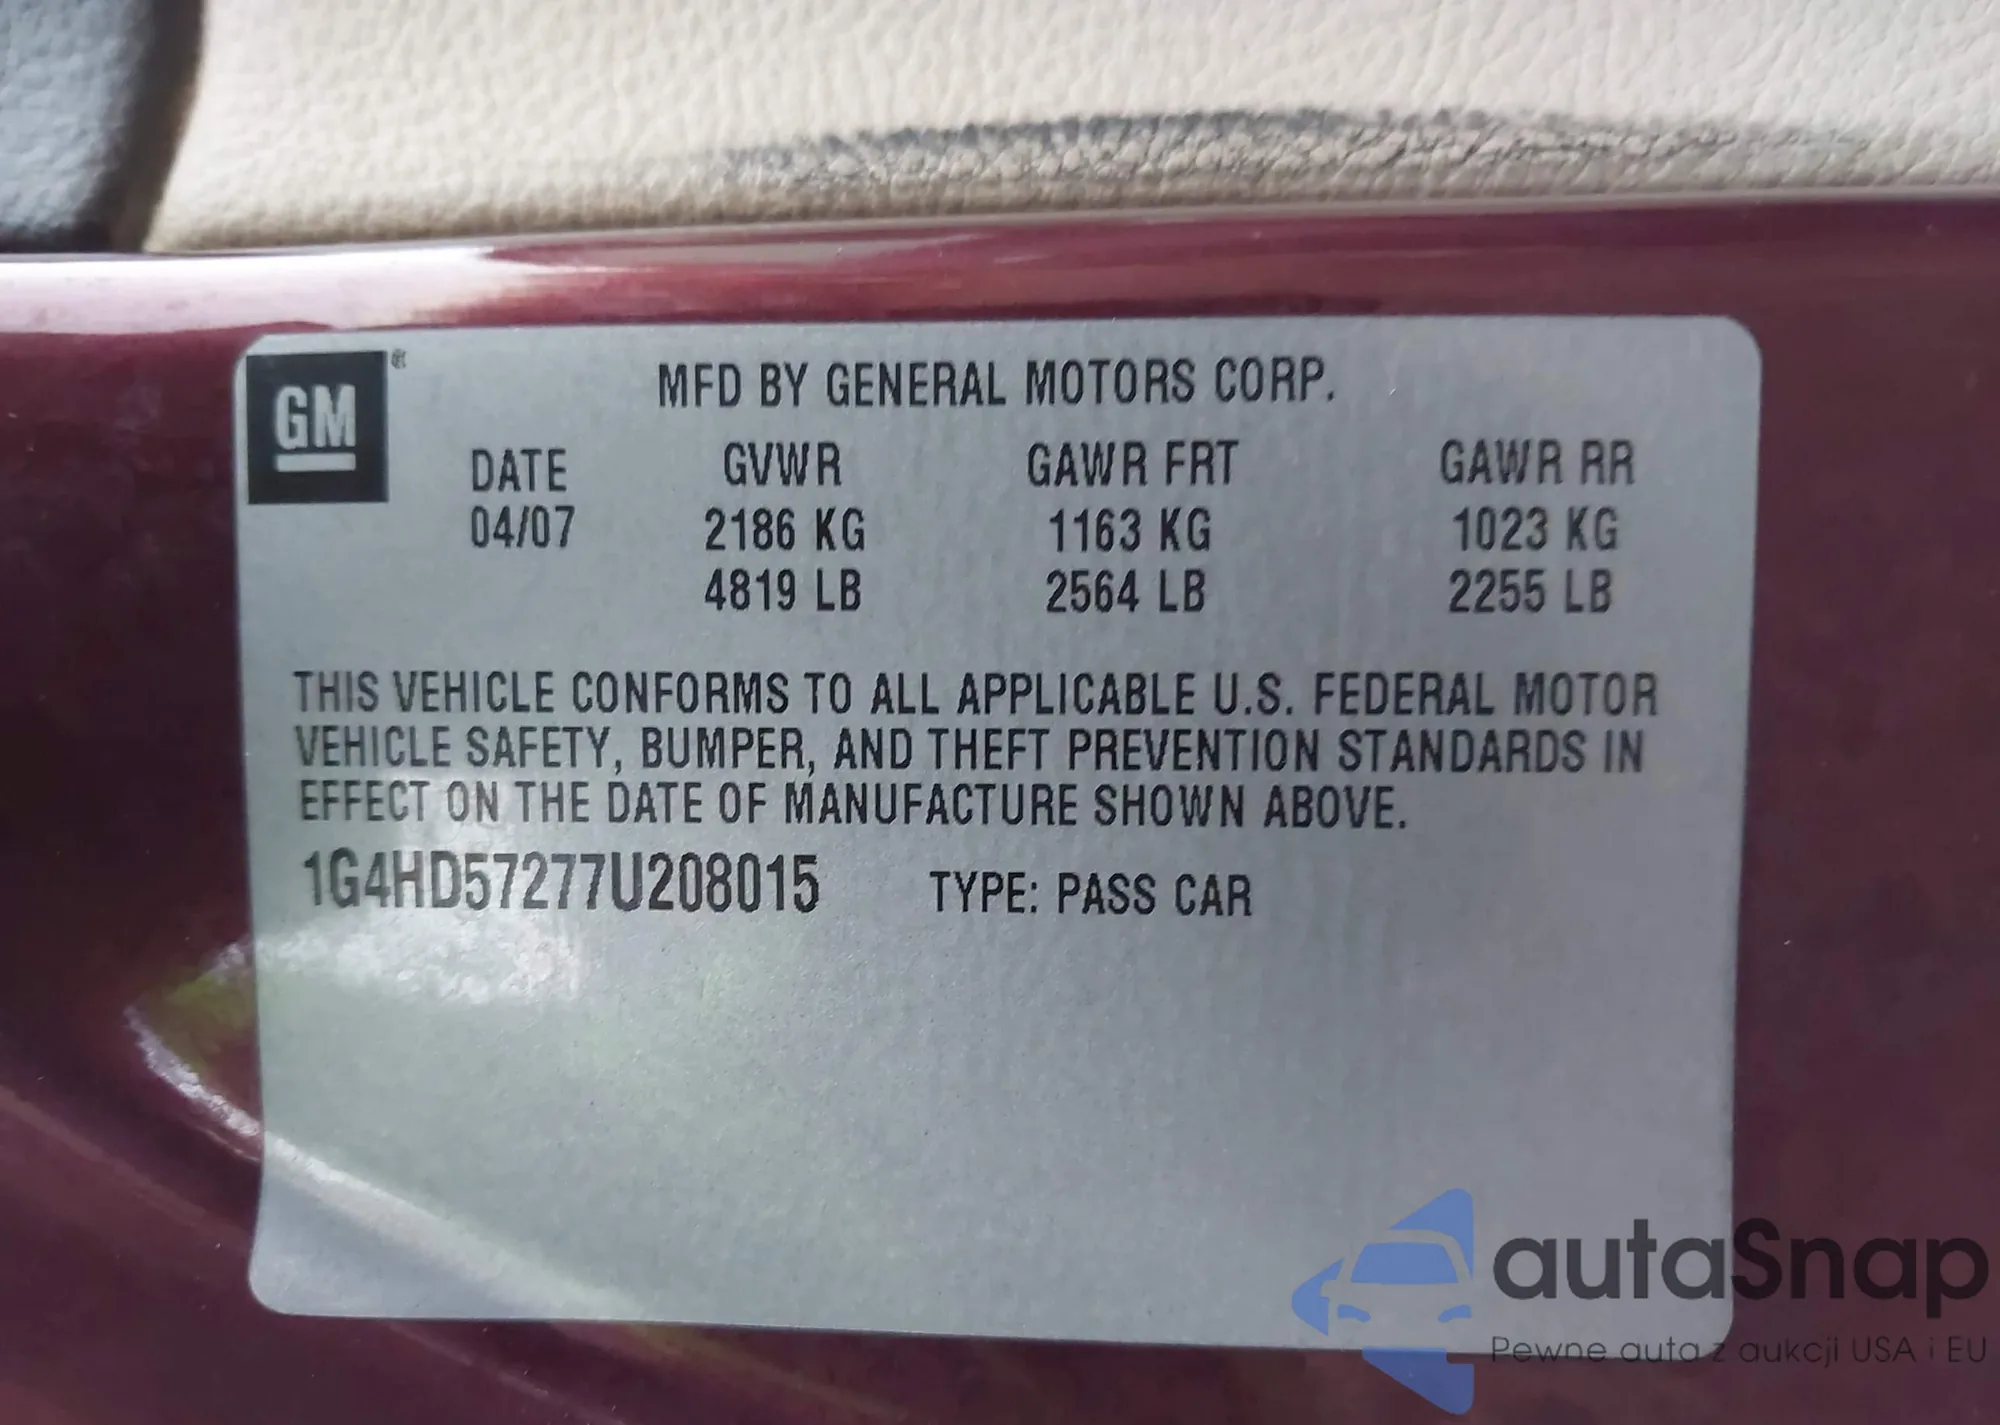 GM
MFD BY GENERAL MOTORS CORP.
DATE GVWR GAWR FRT GAWR RR
04/07 2186 KG 1163 KG 1023 KG
4819 LB 2564 LB 2255 LB
THIS VEHICLE CONFORMS TO ALL APPLICABLE U.S. FEDERAL MOTOR
VEHICLE SAFETY, BUMPER, AND THEFT PREVENTION STANDARDS IN
EFFECT ON THE DATE OF MANUFACTURE SHOWN ABOVE.
1G4HD57277U208015 TYPE: PASS CAR
autaSnap
Pewne auta z aukcji USA i EU